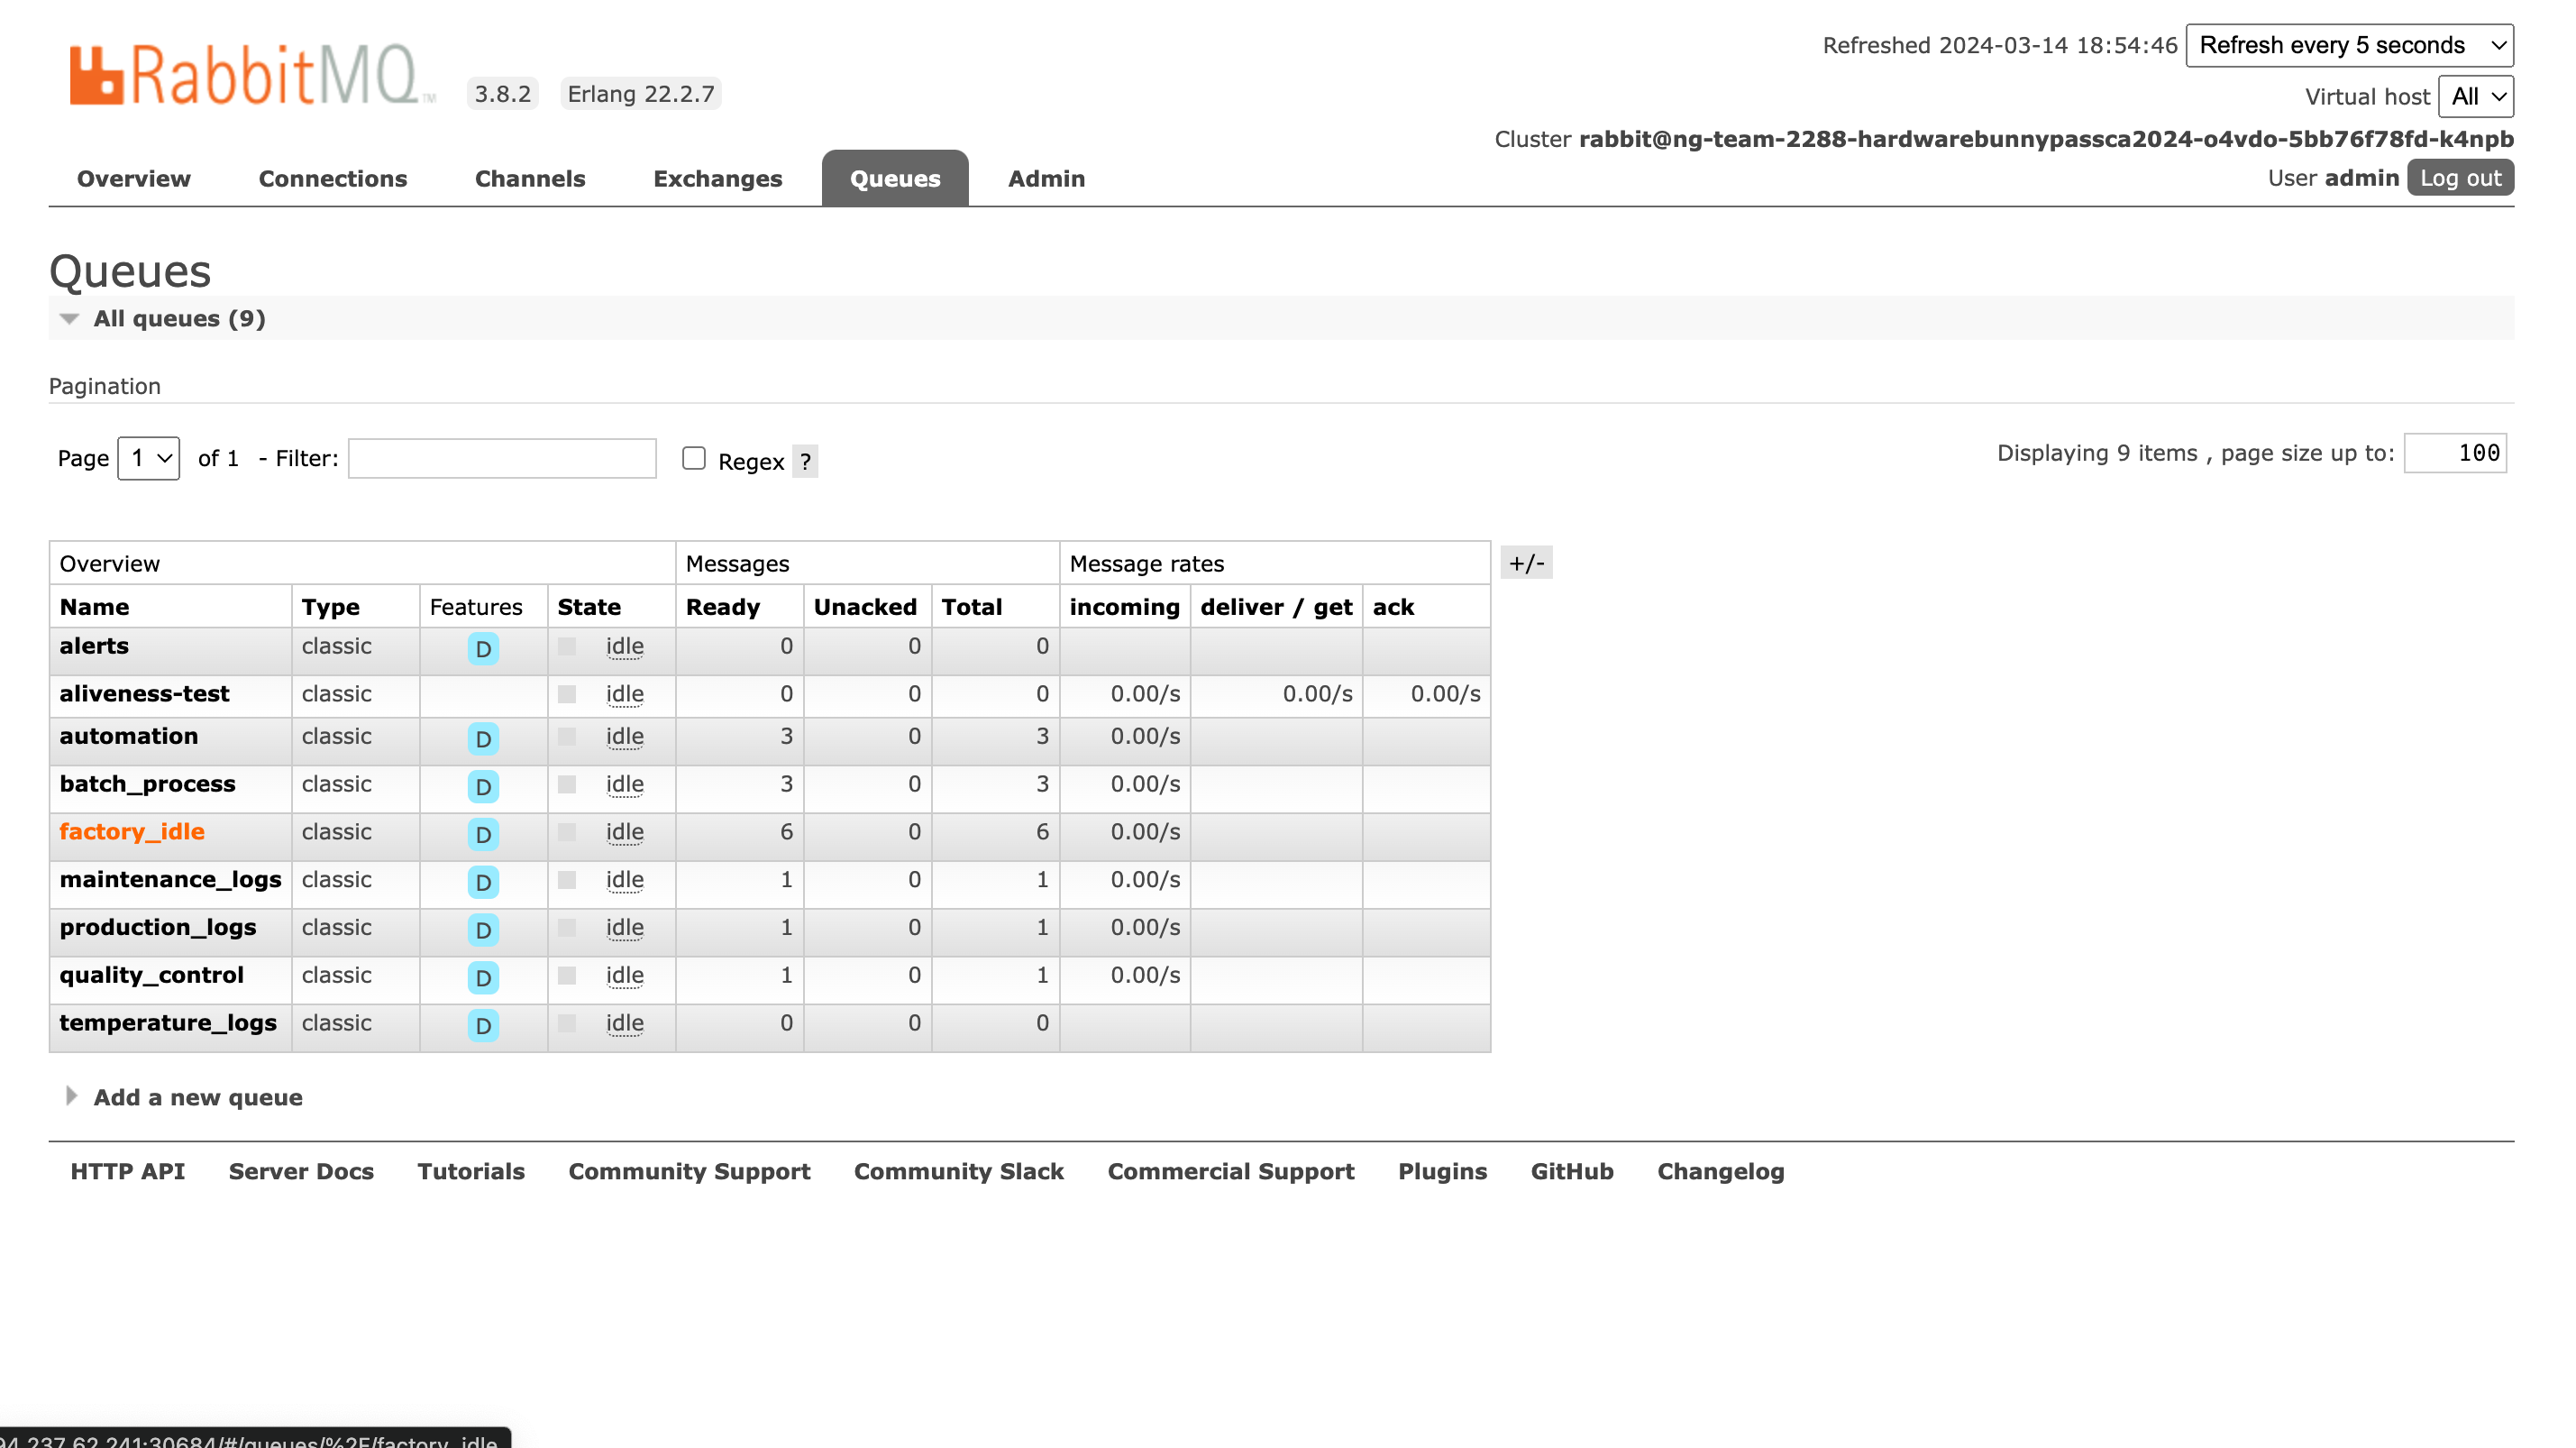 RabbitMQ™ 3.8.2 Erlang 22.2.7
Refreshed 2024-03-14 18:54:46 Refresh every 5 seconds
Virtual host All
Cluster rabbit@ng-team-2288-hardwarebunnypassca2024-o4vdo-5bb76f78fd-k4npb
User admin Log out
Overview Connections Channels Exchanges Queues Admin
Queues
All queues (9)
Pagination
Page 1 of 1 - Filter: Regex ? Displaying 9 items , page size up to: 100
Overview Messages Message rates +/-
Name Type Features State Ready Unacked Total incoming deliver / get ack
alerts classic D idle 0 0 0
aliveness-test classic idle 0 0 0 0.00/s 0.00/s 0.00/s
automation classic D idle 3 0 3 0.00/s
batch_process classic D idle 3 0 3 0.00/s
factory_idle classic D idle 6 0 6 0.00/s
maintenance_logs classic D idle 1 0 1 0.00/s
production_logs classic D idle 1 0 1 0.00/s
quality_control classic D idle 1 0 1 0.00/s
temperature_logs classic D idle 0 0 0
Add a new queue
HTTP API Server Docs Tutorials Community Support Community Slack Commercial Support Plugins GitHub Changelog
94.237.62.241:30684/#/queues/%2F/factory_idle